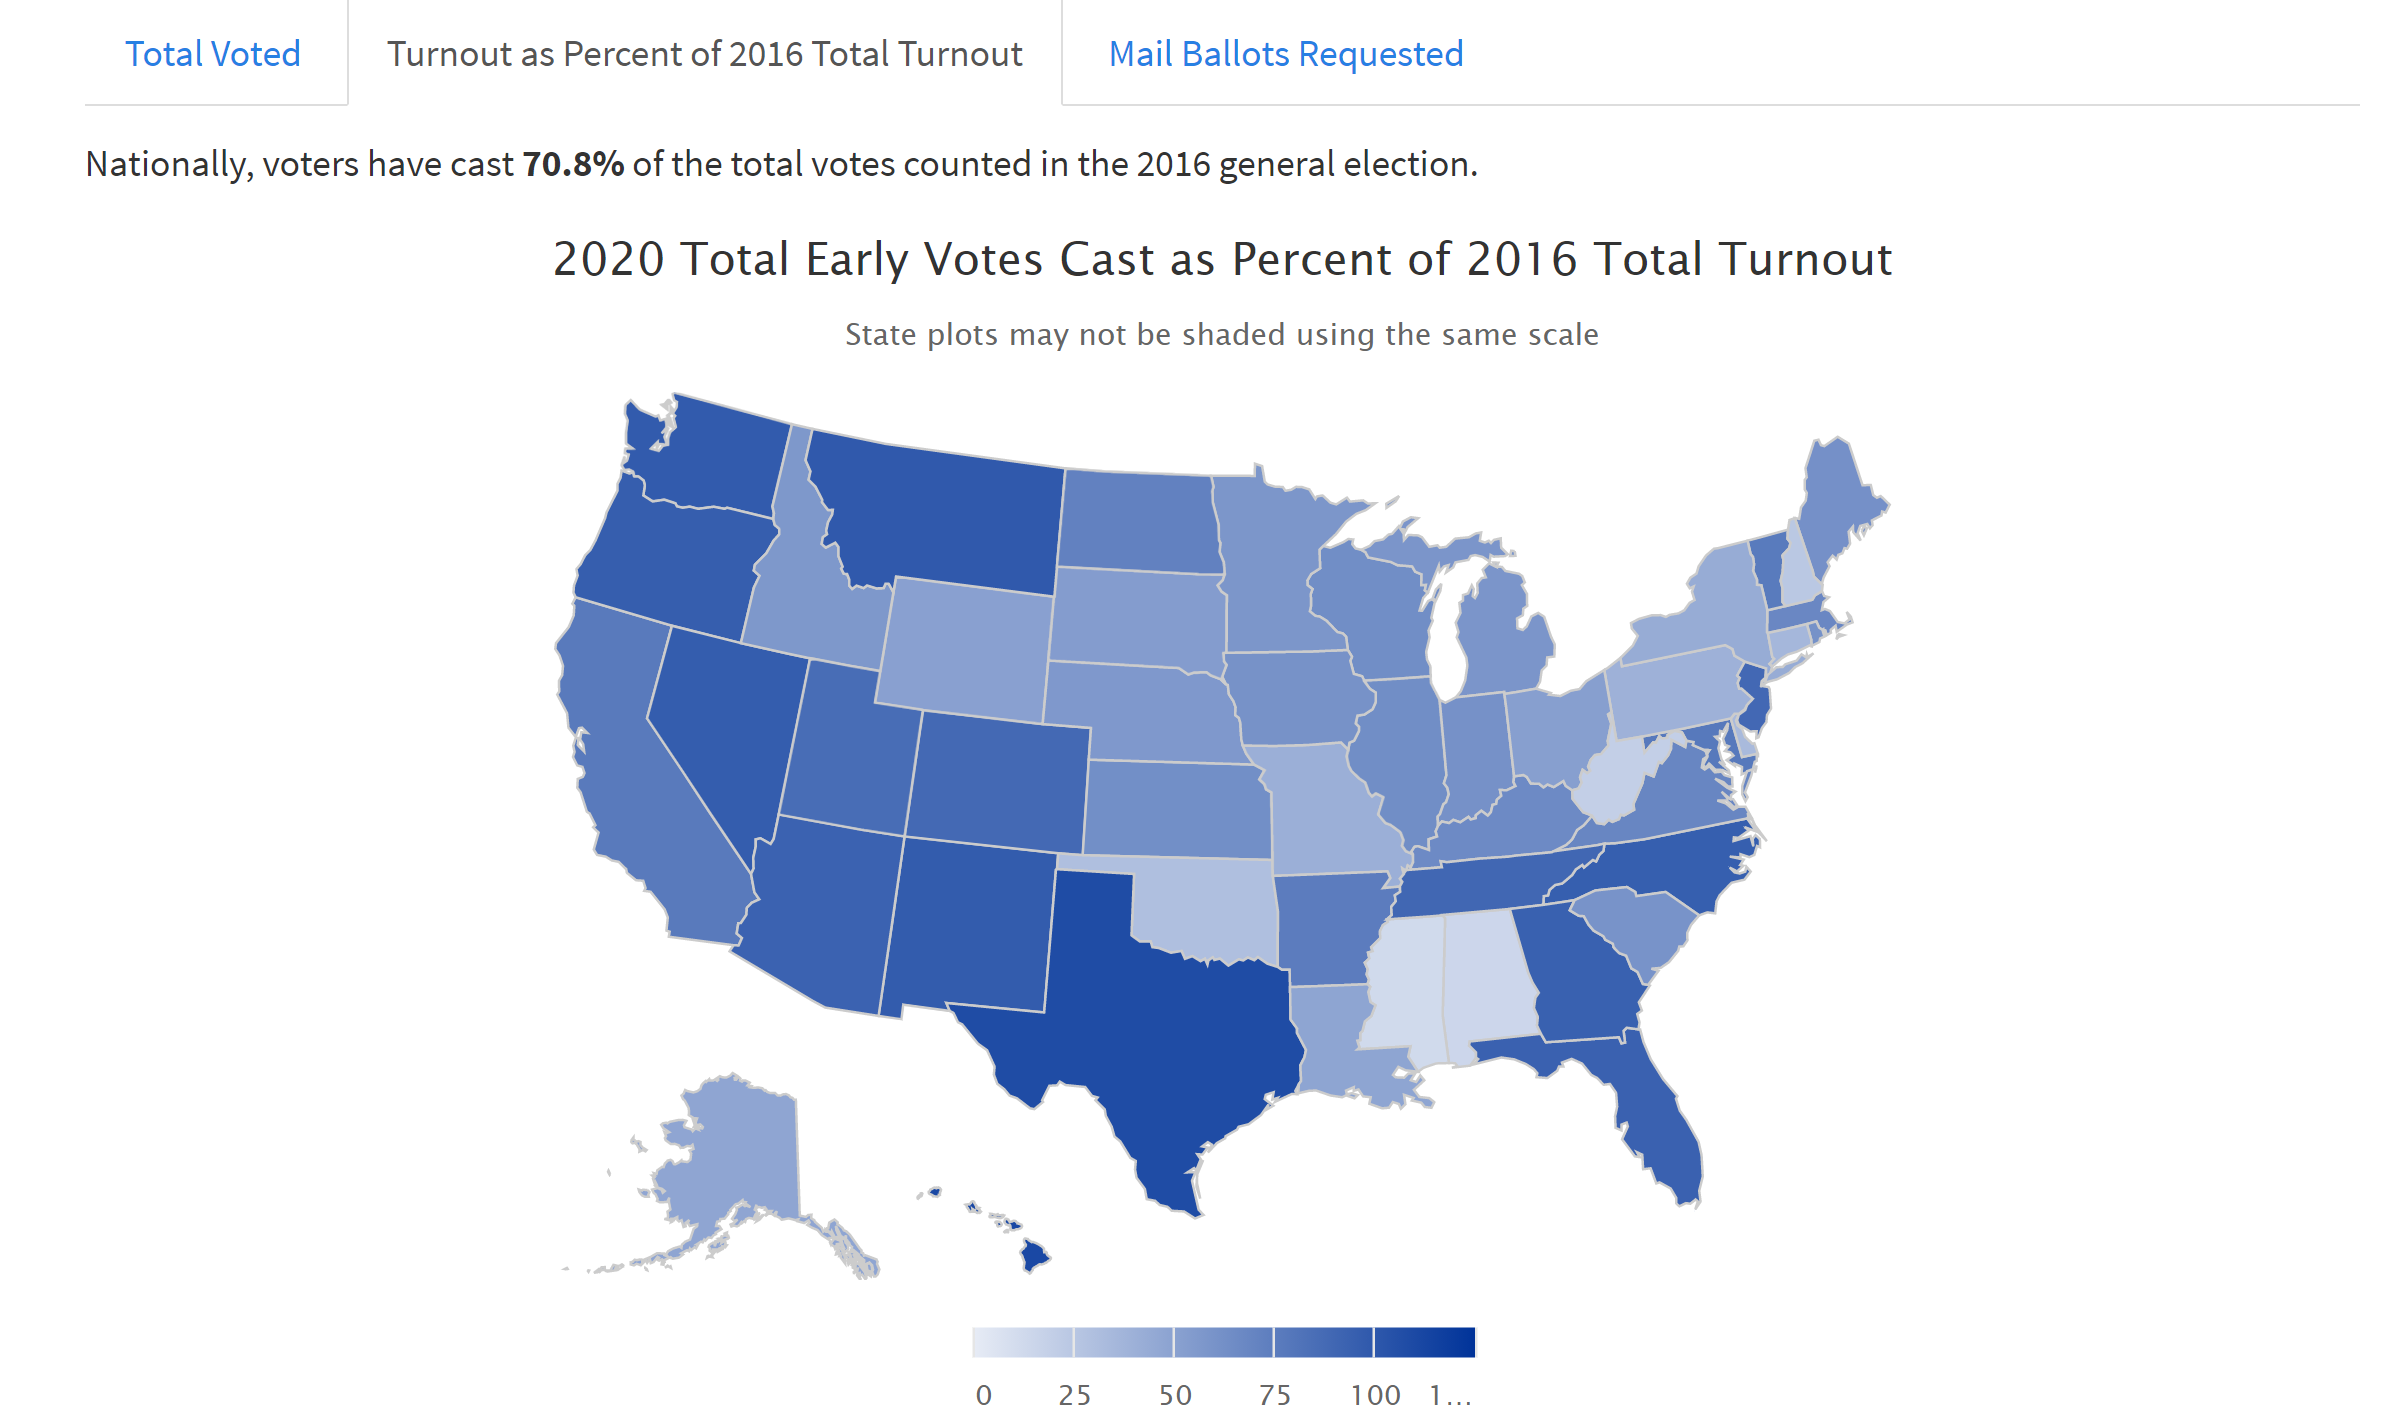 Total Voted
Turnout as Percent of 2016 Total Turnout
Mail Ballots Requested
Nationally, voters have cast 70.8% of the total votes counted in the 2016 general election.
2020 Total Early Votes Cast as Percent of 2016 Total Turnout
State plots may not be shaded using the same scale
0 25 50 75 100 1...